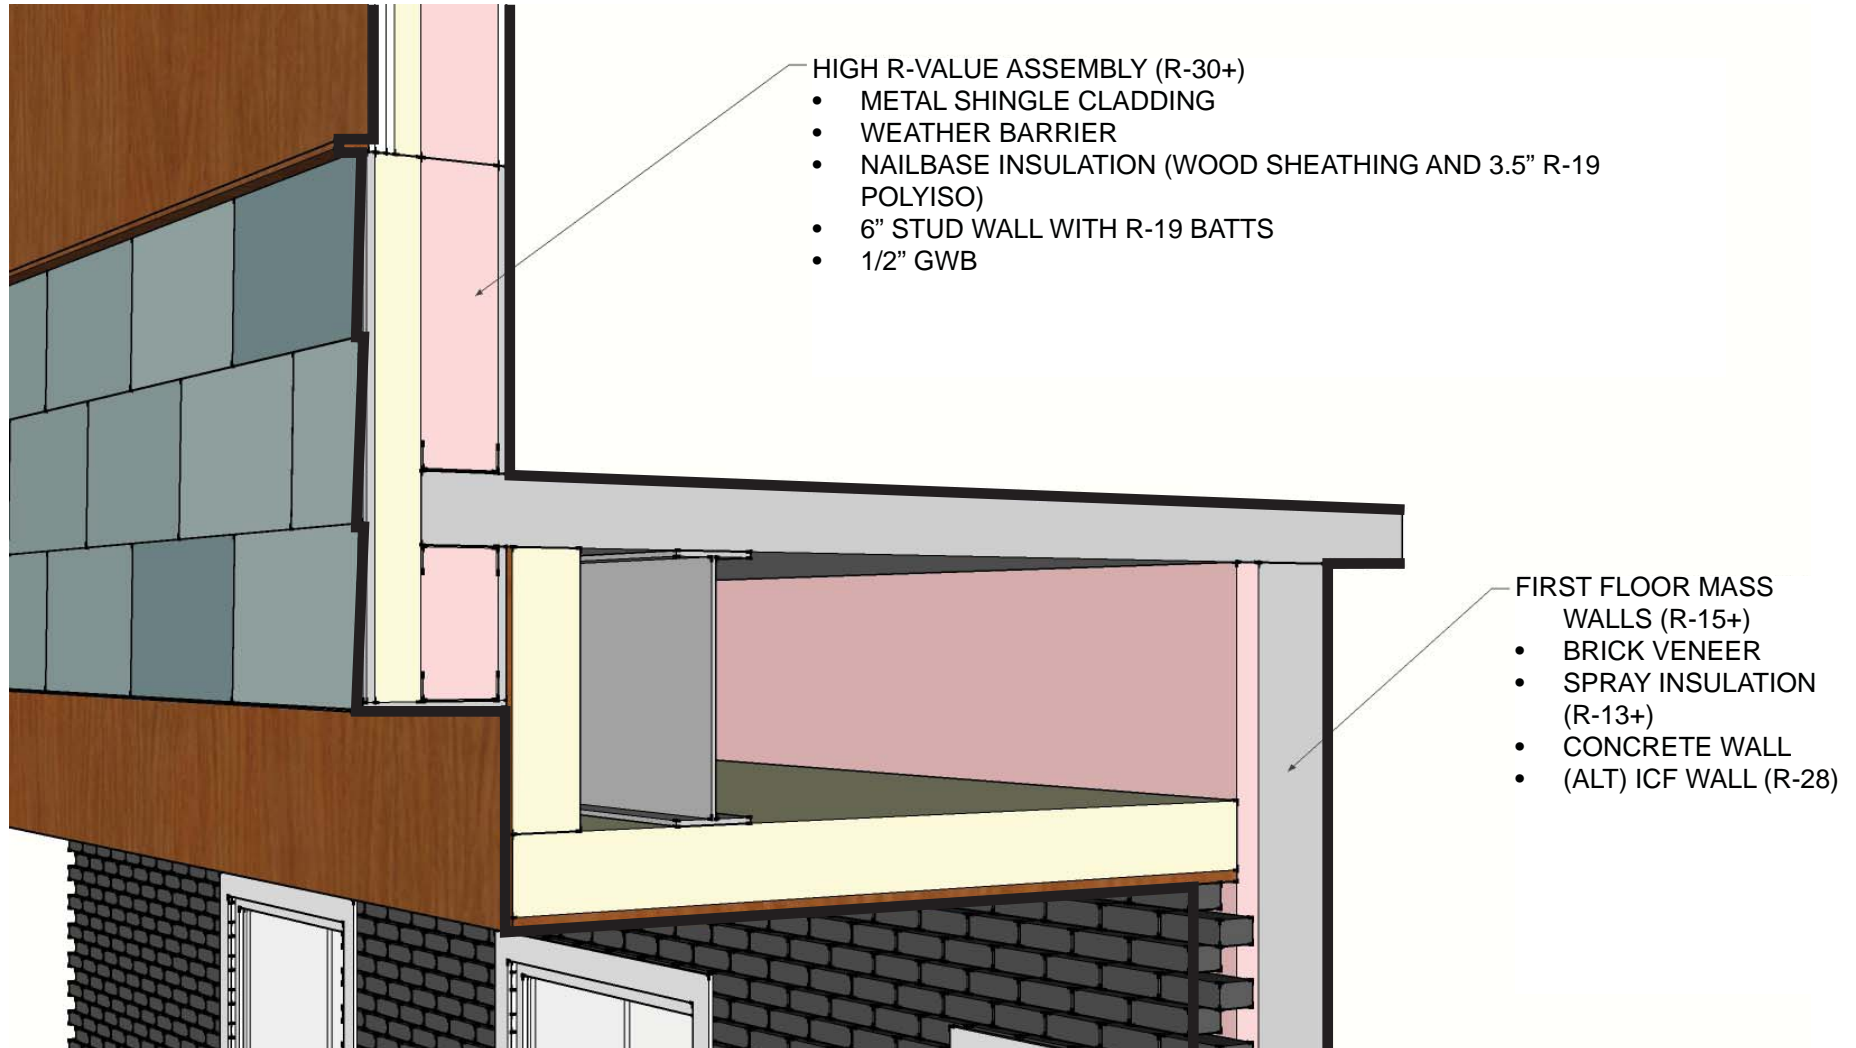 HIGH R-VALUE ASSEMBLY (R-30+)
• METAL SHINGLE CLADDING
• WEATHER BARRIER
• NAILBASE INSULATION (WOOD SHEATHING AND 3.5” R-19
POLYISO)
• 6” STUD WALL WITH R-19 BATTS
• 1/2” GWB
FIRST FLOOR MASS
WALLS (R-15+)
• BRICK VENEER
• SPRAY INSULATION
(R-13+)
• CONCRETE WALL
• (ALT) ICF WALL (R-28)